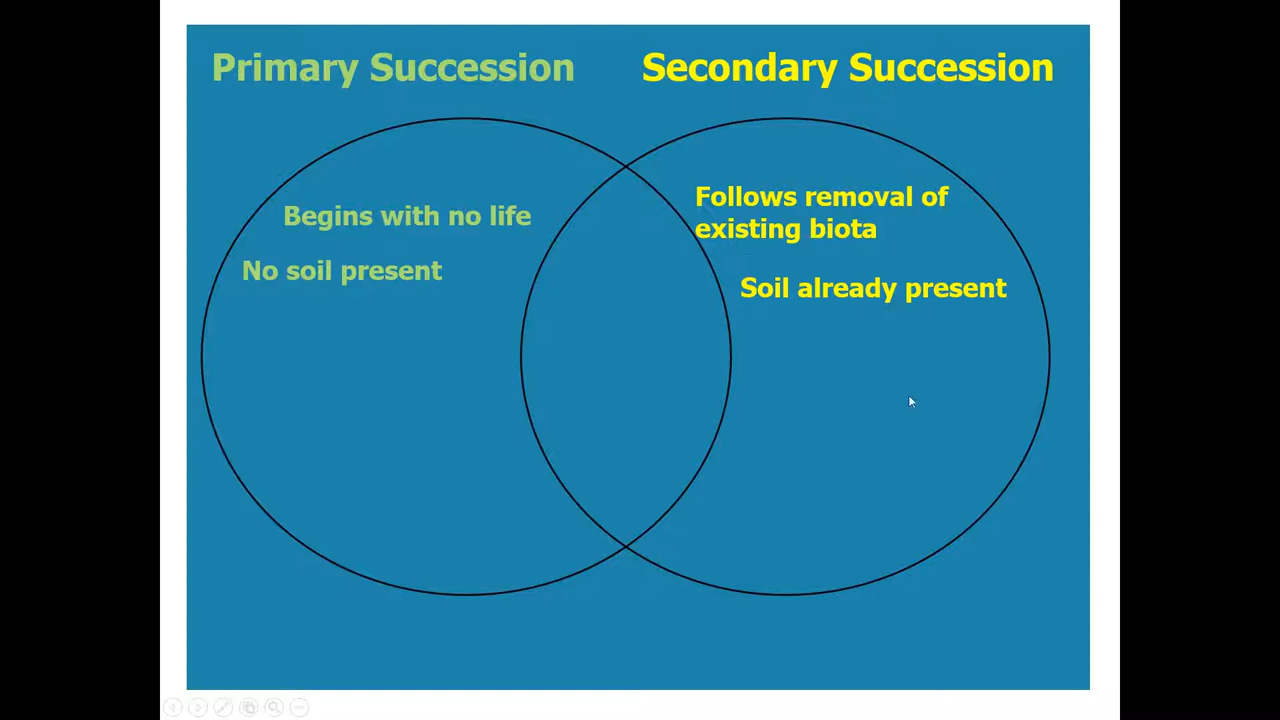 Primary Succession
Secondary Succession
Begins with no life
No soil present
Follows removal of
existing biota
Soil already present